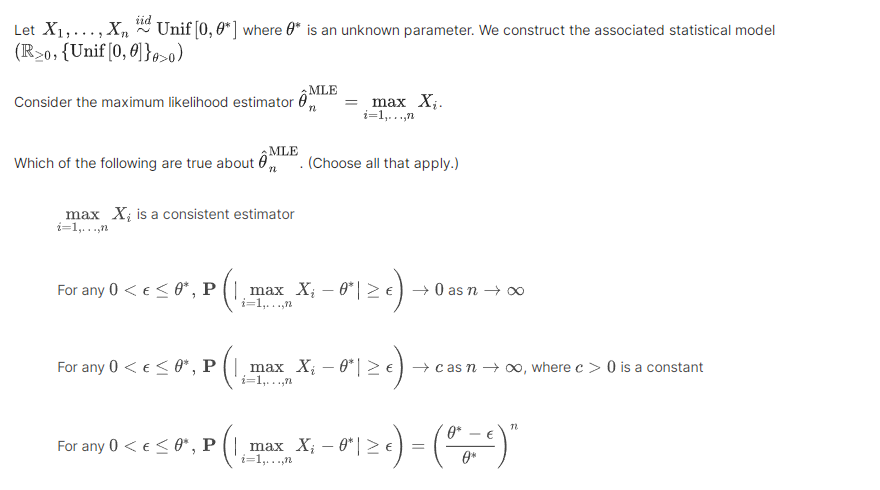 Let $X_1, \ldots, X_n \overset{iid}{\sim} \text{Unif}[0, \theta^*]$ where $\theta^*$ is an unknown parameter. We construct the associated statistical model
$(\mathbb{R}_{\geq 0}, \{\text{Unif}[0, \theta]\}_{\theta > 0})$
Consider the maximum likelihood estimator $\hat{\theta}_n^{\text{MLE}} = \max_{i=1,\ldots,n} X_i$.
Which of the following are true about $\hat{\theta}_n^{\text{MLE}}$. (Choose all that apply.)
$\max_{i=1,\ldots,n} X_i$ is a consistent estimator
For any $0 < \epsilon \leq \theta^*$, $\mathbf{P}\left(|\max_{i=1,\ldots,n} X_i - \theta^*| \geq \epsilon\right) \to 0$ as $n \to \infty$
For any $0 < \epsilon \leq \theta^*$, $\mathbf{P}\left(|\max_{i=1,\ldots,n} X_i - \theta^*| \geq \epsilon\right) \to c$ as $n \to \infty$, where $c > 0$ is a constant
For any $0 < \epsilon \leq \theta^*$, $\mathbf{P}\left(|\max_{i=1,\ldots,n} X_i - \theta^*| \geq \epsilon\right) = \left(\frac{\theta^* - \epsilon}{\theta^*}\right)^n$